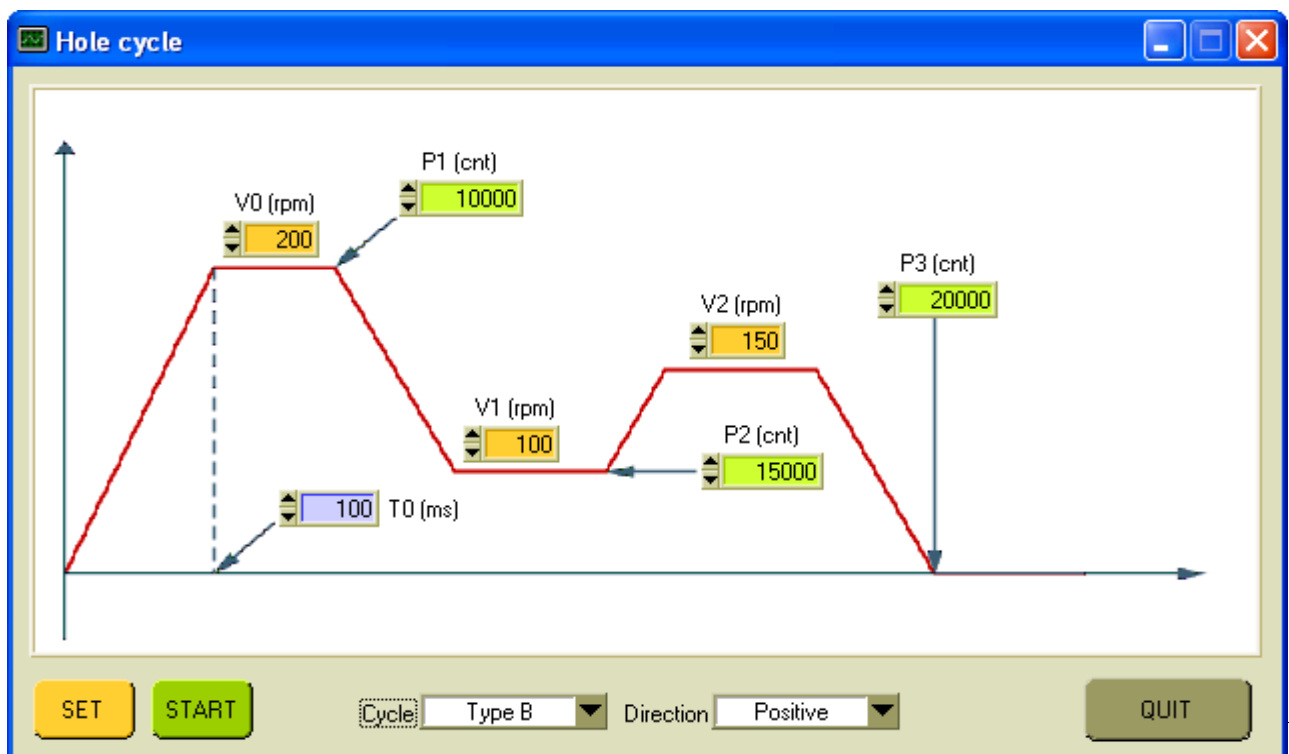 Hole cycle
P1 (cnt)
10000
V0 (rpm)
200
P3 (cnt)
20000
V2 (rpm)
150
V1 (rpm)
100
P2 (cnt)
15000
100 T0 (ms)
SET START Cycle Type B Direction Positive QUIT